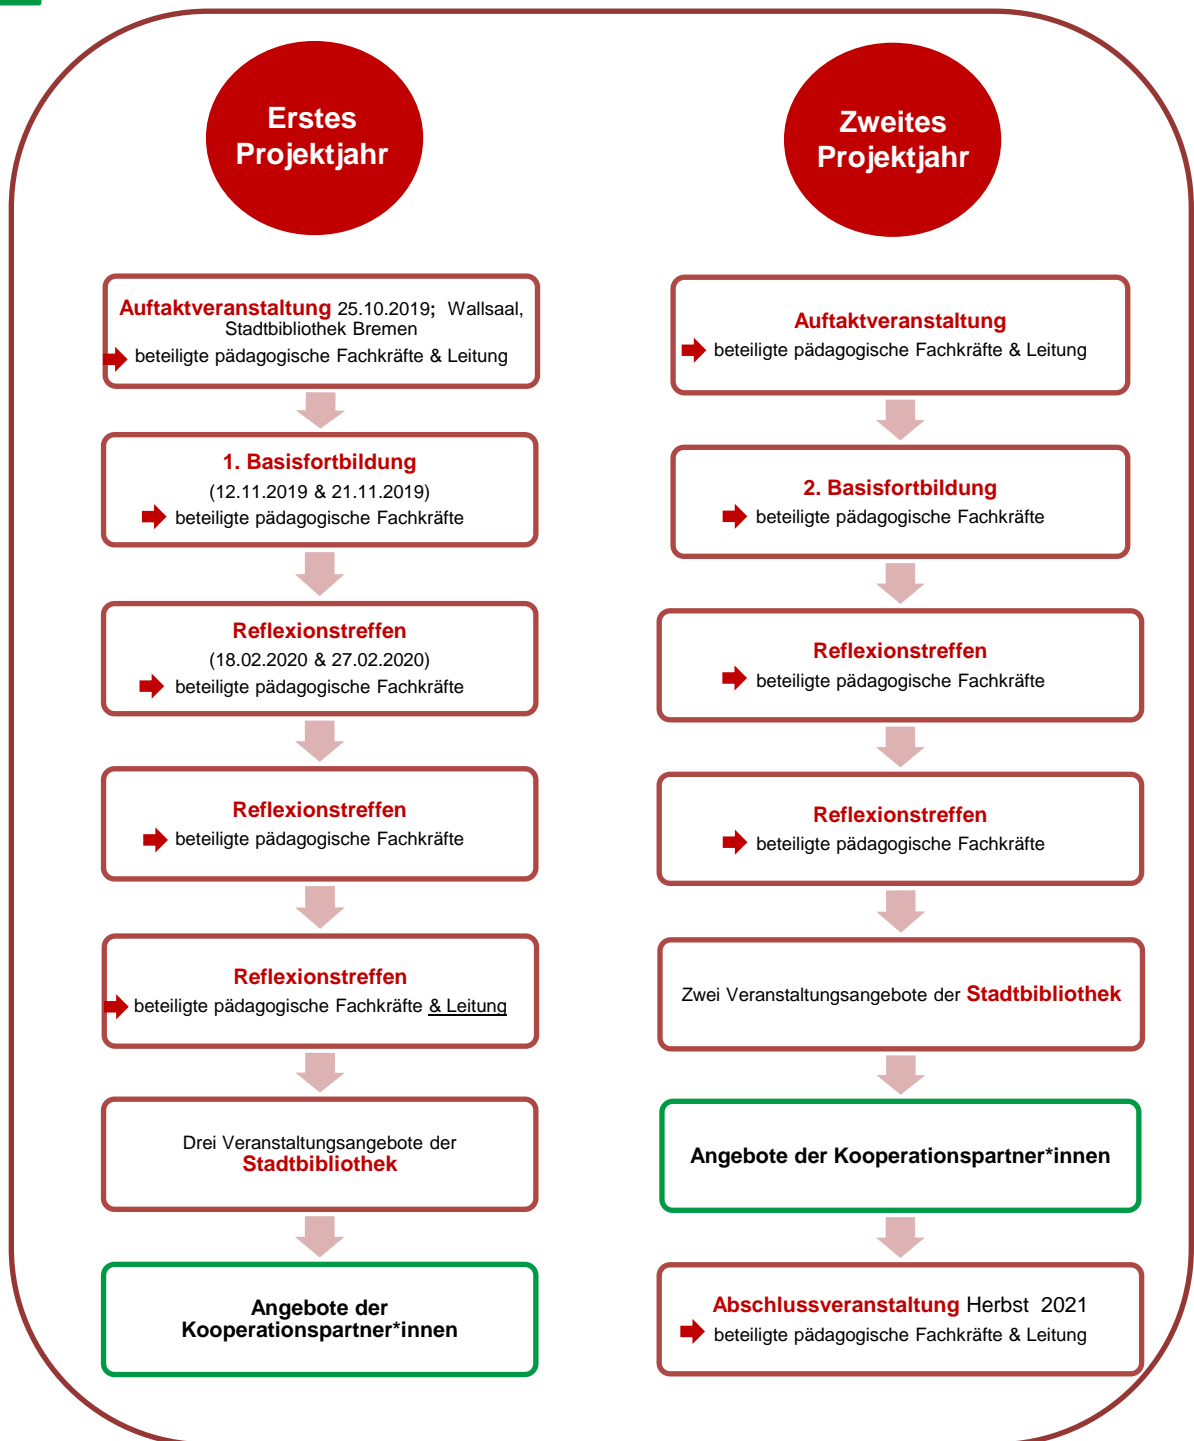 Erstes
Projektjahr
Auftaktveranstaltung 25.10.2019; Wallsaal,
Stadtbibliothek Bremen
beteiligte pädagogische Fachkräfte & Leitung
1. Basisfortbildung
(12.11.2019 & 21.11.2019)
beteiligte pädagogische Fachkräfte
Reflexionstreffen
(18.02.2020 & 27.02.2020)
beteiligte pädagogische Fachkräfte
Reflexionstreffen
beteiligte pädagogische Fachkräfte
Reflexionstreffen
beteiligte pädagogische Fachkräfte & Leitung
Drei Veranstaltungsangebote der
Stadtbibliothek
Angebote der
Kooperationspartner*innen
Zweites
Projektjahr
Auftaktveranstaltung
beteiligte pädagogische Fachkräfte & Leitung
2. Basisfortbildung
beteiligte pädagogische Fachkräfte
Reflexionstreffen
beteiligte pädagogische Fachkräfte
Reflexionstreffen
beteiligte pädagogische Fachkräfte
Zwei Veranstaltungsangebote der Stadtbibliothek
Angebote der Kooperationspartner*innen
Abschlussveranstaltung Herbst 2021
beteiligte pädagogische Fachkräfte & Leitung